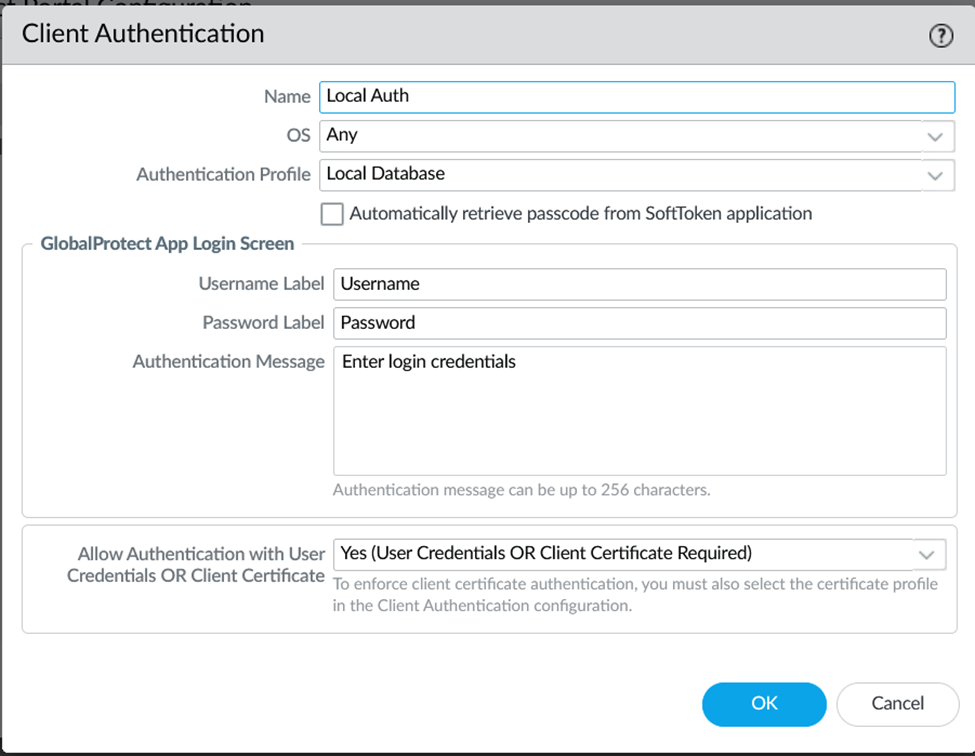 Portal Configuration
Client Authentication
Name Local Auth
OS Any
Authentication Profile Local Database
Automatically retrieve passcode from SoftToken application
GlobalProtect App Login Screen
Username Label Username
Password Label Password
Authentication Message Enter login credentials
Authentication message can be up to 256 characters.
Allow Authentication with User Yes (User Credentials OR Client Certificate Required)
Credentials OR Client Certificate
To enforce client certificate authentication, you must also select the certificate profile
in the Client Authentication configuration.
OK Cancel